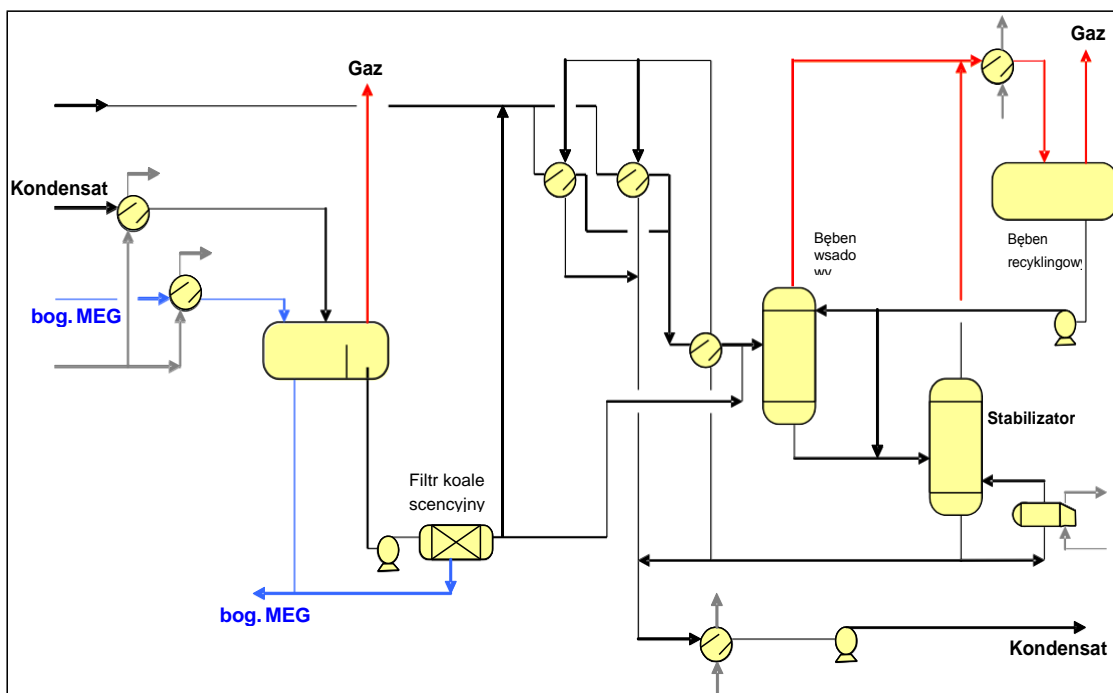 Gaz
Gaz
Kondensat
Bęben
wsado
wy
Bęben
recyklingowy
bog. MEG
Stabilizator
Filtr koale
scencyjny
bog. MEG
Kondensat